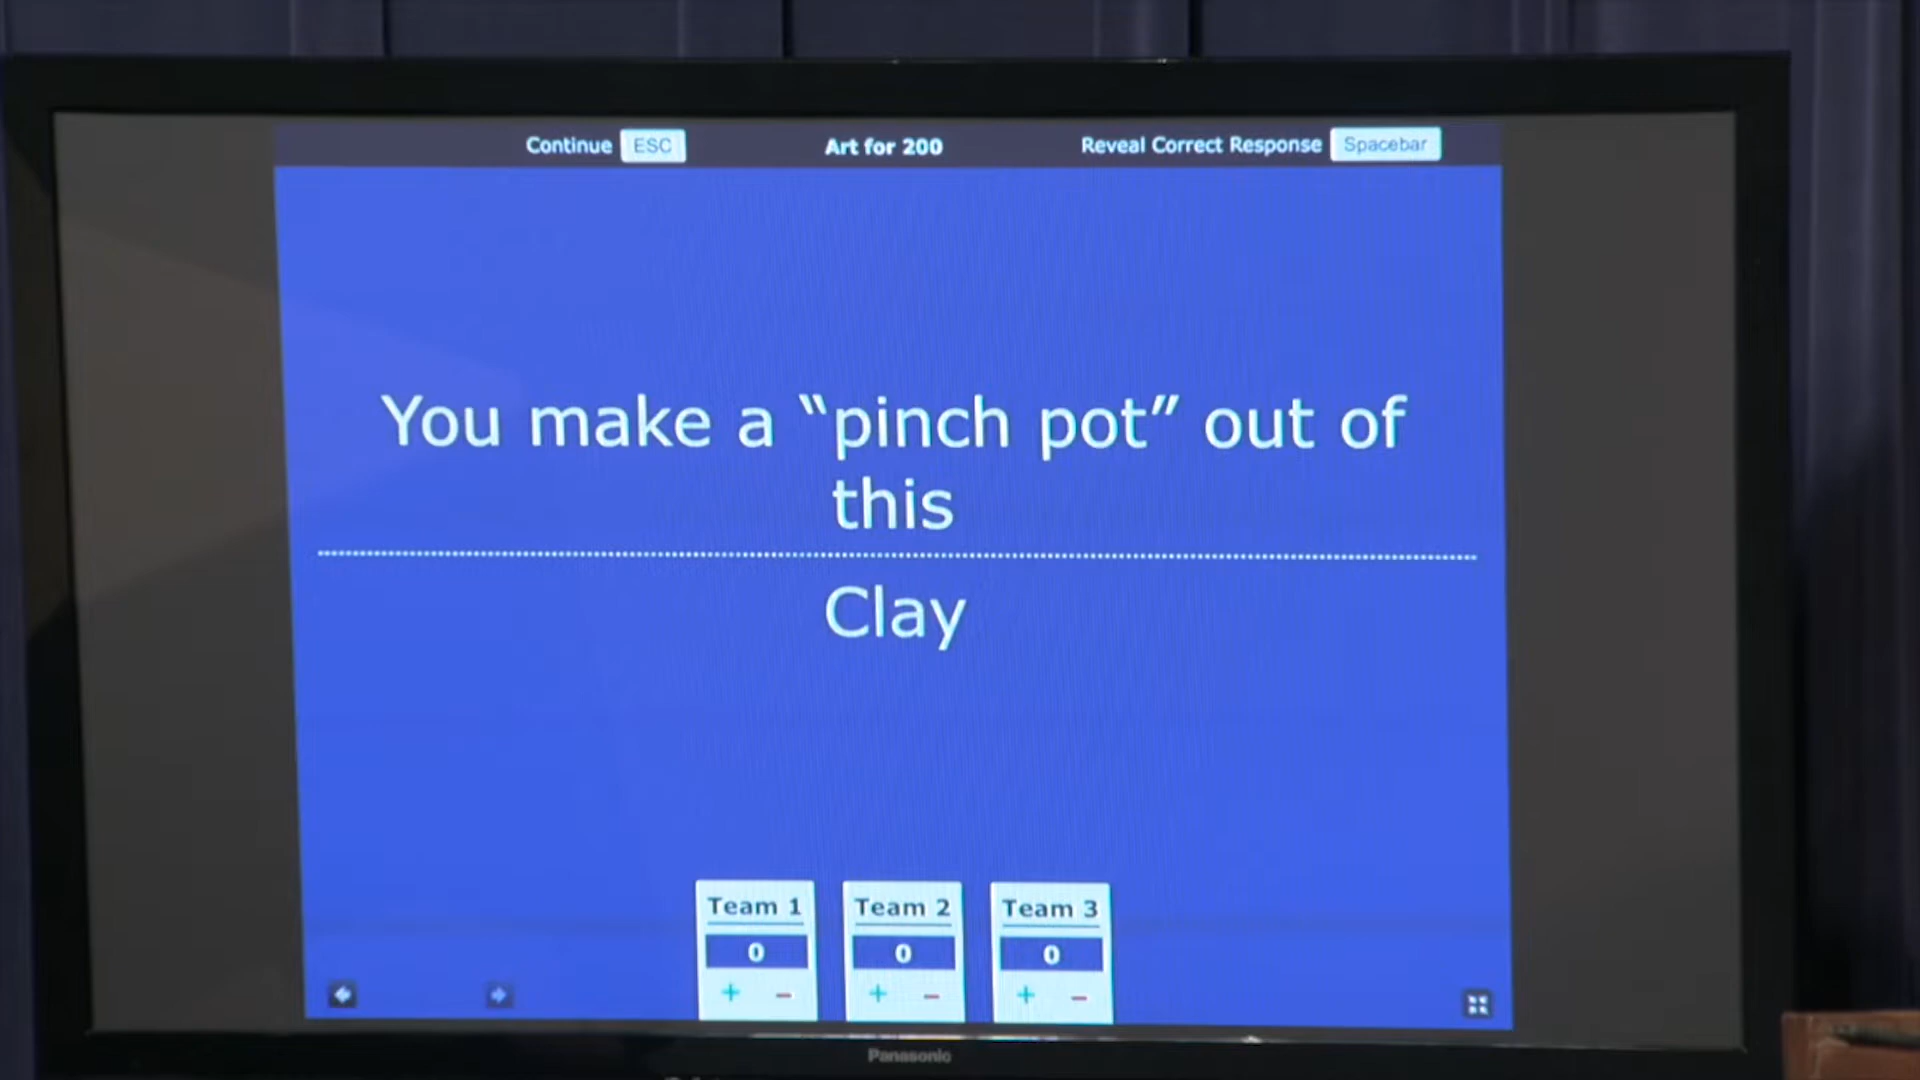 Continue ESC Art for 200 Reveal Correct Response Spacebar
You make a “pinch pot” out of
this
Clay
Team 1 Team 2 Team 3
0 0 0
+ - + - + -
Panasonic